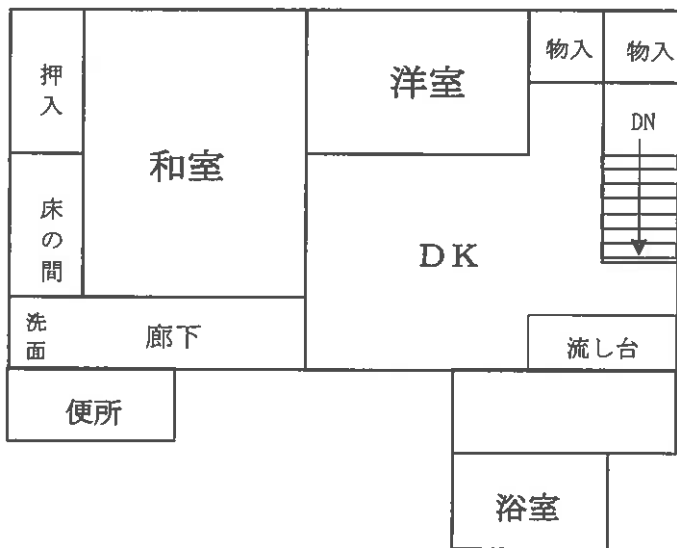 押入
和室
洋室
物入
物入
DN
床の間
DK
洗面
廊下
流し台
便所
浴室